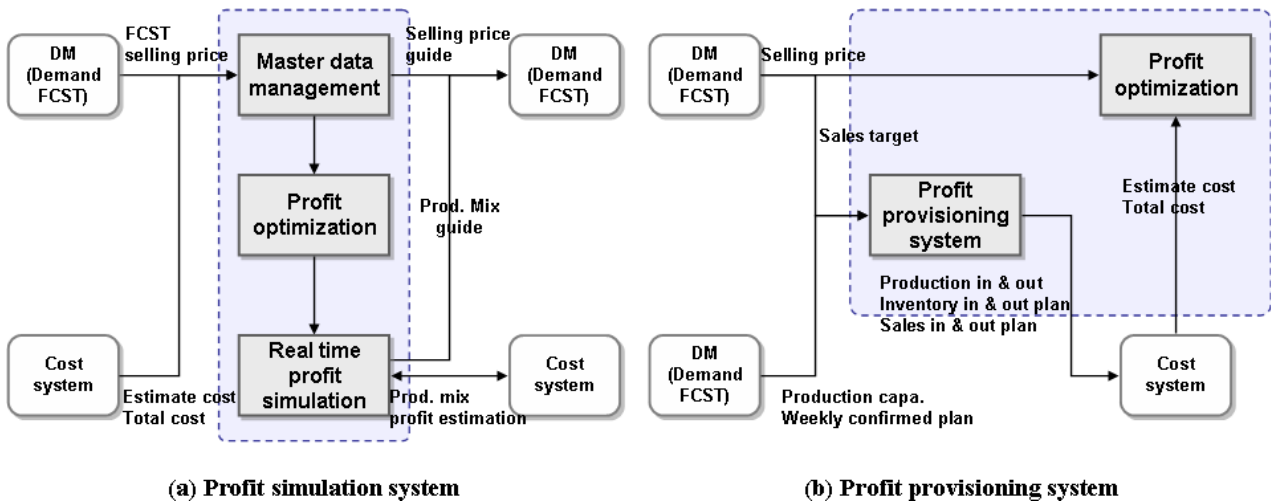 DM
(Demand
FCST)
FCST
selling price
Master data
management
Selling price
guide
DM
(Demand
FCST)
Profit
optimization
Prod. Mix
guide
Cost
system
Estimate cost
Total cost
Real time
profit
simulation
Prod. mix
profit estimation
Cost
system
(a) Profit simulation system
DM
(Demand
FCST)
Selling price
Profit
optimization
Sales target
Profit
provisioning
system
Estimate cost
Total cost
Production in & out
Inventory in & out plan
Sales in & out plan
DM
(Demand
FCST)
Production capa.
Weekly confirmed plan
Cost
system
(b) Profit provisioning system